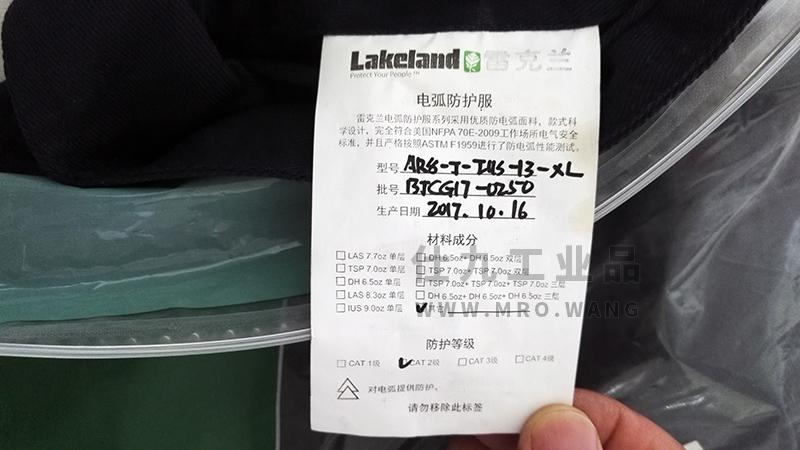 Lakeland 雷克兰
Protect Your People™
电弧防护服
雷克兰电弧防护服系列采用优质防电弧面料，款式科
学设计，完全符合美国NFPA 70E-2009工作场所电气安全
标准，并且严格按照ASTM F1959进行了防电弧性能测试。
型号 AR8-J-IUS-13-XL
批号 BJCG17-0250
生产日期 2017.10.16
材料成分
LAS 7.7oz 单层 DH 6.5oz+ DH 6.5oz 双层
TSP 7.0oz 单层 TSP 7.0oz+ TSP 7.0oz 双层
DH 6.5oz 单层 TSP 7.0oz+ TSP 7.0oz+ TSP 7.0oz 三层
LAS 8.3oz 单层 DH 6.5oz+ DH 6.5oz+ DH 6.5oz 三层
IUS 9.0oz 单层
仕九工业品
WWW.MRO.WANG
防护等级
CAT 1级 CAT 2级 CAT 3级 CAT 4级
对电弧提供防护。
请勿移除此标签